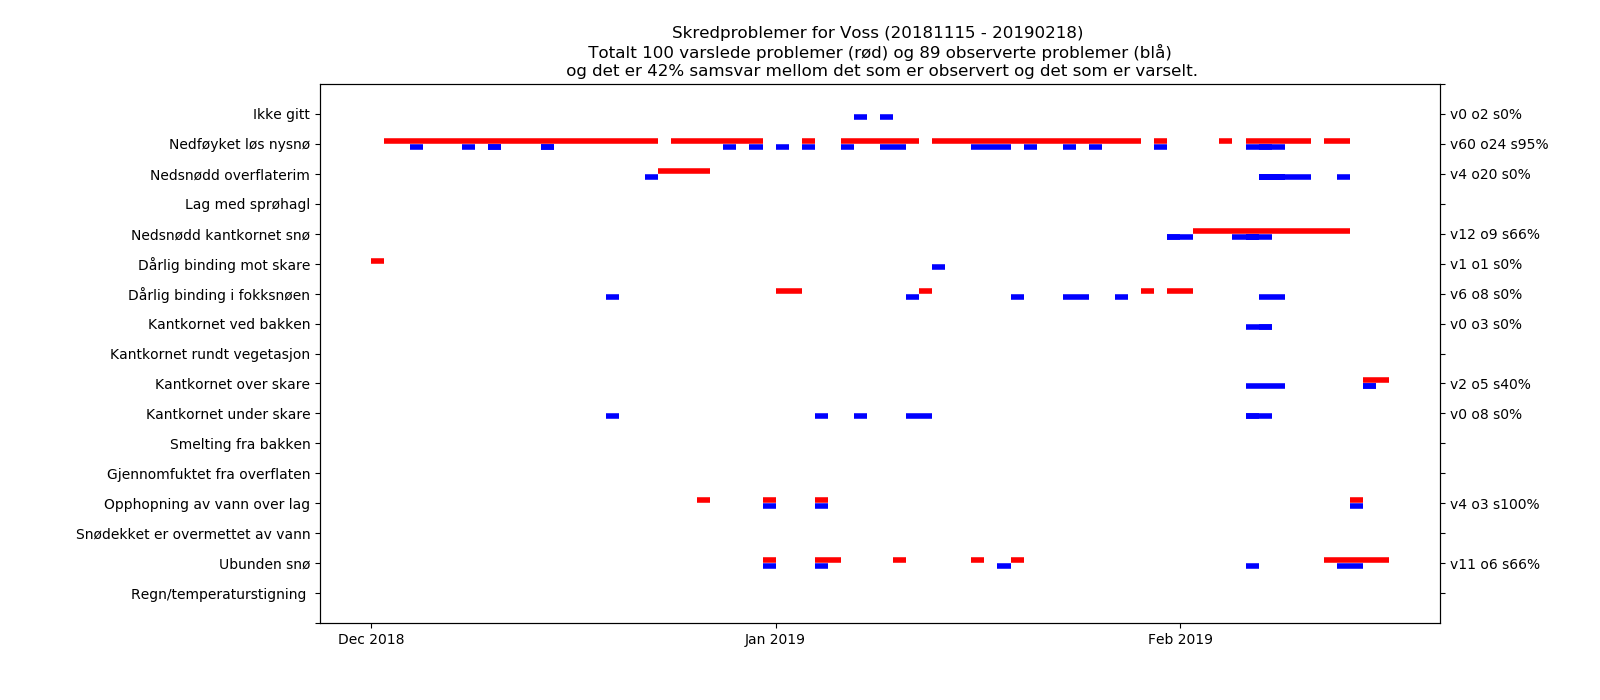 Skredproblemer for Voss (20181115 - 20190218)
Totalt 100 varslede problemer (rød) og 89 observerte problemer (blå)
og det er 42% samsvar mellom det som er observert og det som er varselt.
Ikke gitt v0 o2 s0%
Nedføyket løs nysnø v60 o24 s95%
Nedsnødd overflaterim v4 o20 s0%
Lag med sprøhagl
Nedsnødd kantkornet snø v12 o9 s66%
Dårlig binding mot skare v1 o1 s0%
Dårlig binding i fokksnøen v6 o8 s0%
Kantkornet ved bakken v0 o3 s0%
Kantkornet rundt vegetasjon
Kantkornet over skare v2 o5 s40%
Kantkornet under skare v0 o8 s0%
Smelting fra bakken
Gjennomfuktet fra overflaten
Opphopning av vann over lag v4 o3 s100%
Snødekket er overmettet av vann
Ubunden snø v11 o6 s66%
Regn/temperaturstigning
Dec 2018 Jan 2019 Feb 2019